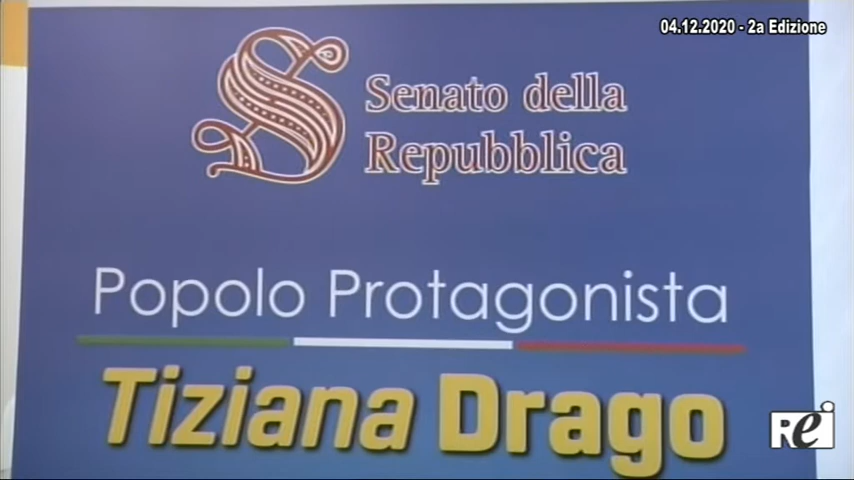 04.12.2020 - 2a Edizione
Senato della
Repubblica
Popolo Protagonista
Tiziana Drago
Rei